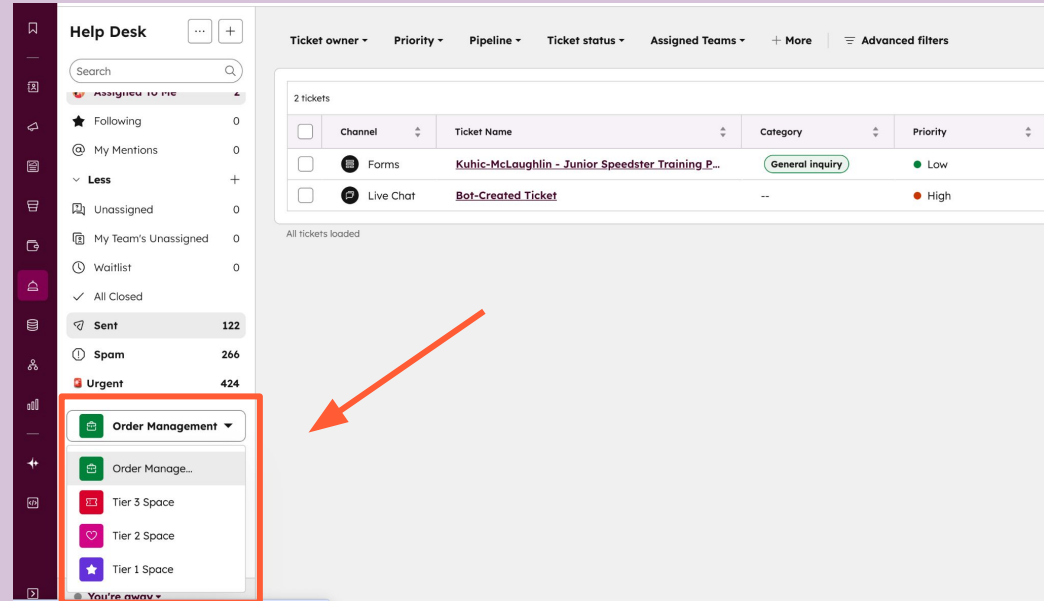 Help Desk
Search
Assigned To Me 2
Following 0
My Mentions 0
Less
Unassigned 0
My Team's Unassigned 0
Waitlist 0
All Closed
Sent 122
Spam 266
Urgent 424
Order Management
Order Manage...
Tier 3 Space
Tier 2 Space
Tier 1 Space
You're away
Ticket owner Priority Pipeline Ticket status Assigned Teams + More Advanced filters
2 tickets
Channel Ticket Name Category Priority
Forms Kuhic-McLaughlin - Junior Speedster Training P... General inquiry Low
Live Chat Bot-Created Ticket -- High
All tickets loaded